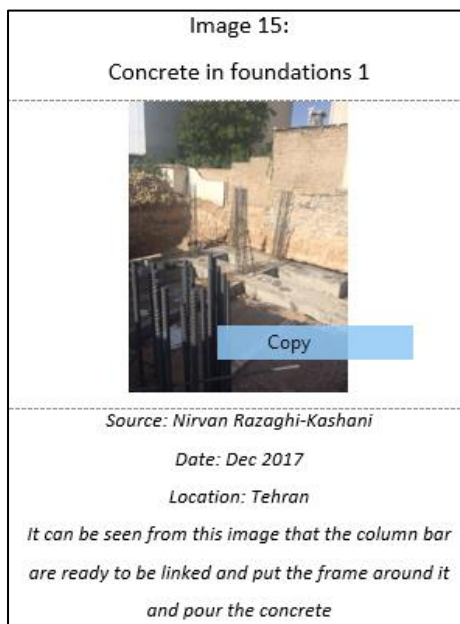 Image 15:
Concrete in foundations 1
Copy
Source: Nirvan Razaghi-Kashani
Date: Dec 2017
Location: Tehran
It can be seen from this image that the column bar
are ready to be linked and put the frame around it
and pour the concrete